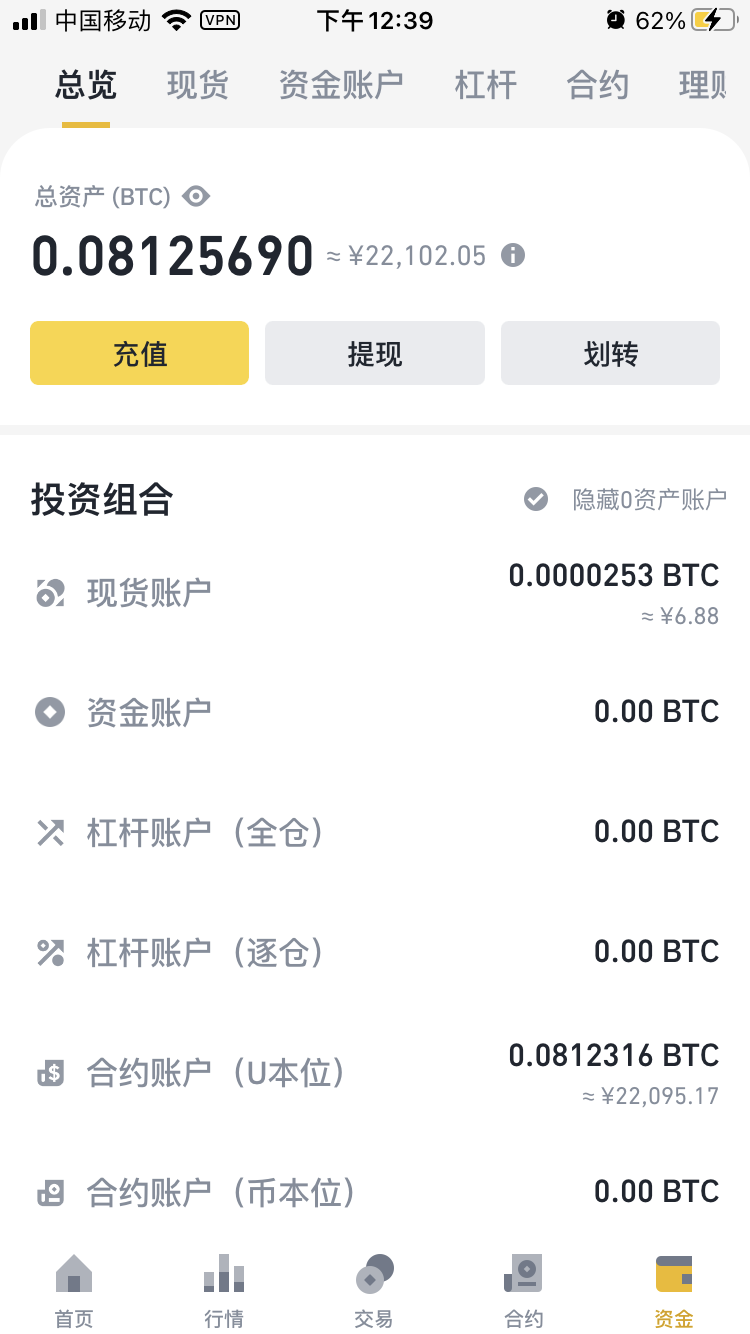 中国移动 VPN 下午12:39 62%
总览 现货 资金账户 杠杆 合约 理财
总资产 (BTC)
0.08125690 ≈ ¥22,102.05
充值 提现 划转
投资组合 隐藏0资产账户
现货账户 0.0000253 BTC
≈ ¥6.88
资金账户 0.00 BTC
杠杆账户（全仓） 0.00 BTC
杠杆账户（逐仓） 0.00 BTC
合约账户（U本位） 0.0812316 BTC
≈ ¥22,095.17
合约账户（币本位） 0.00 BTC
首页 行情 交易 合约 资金